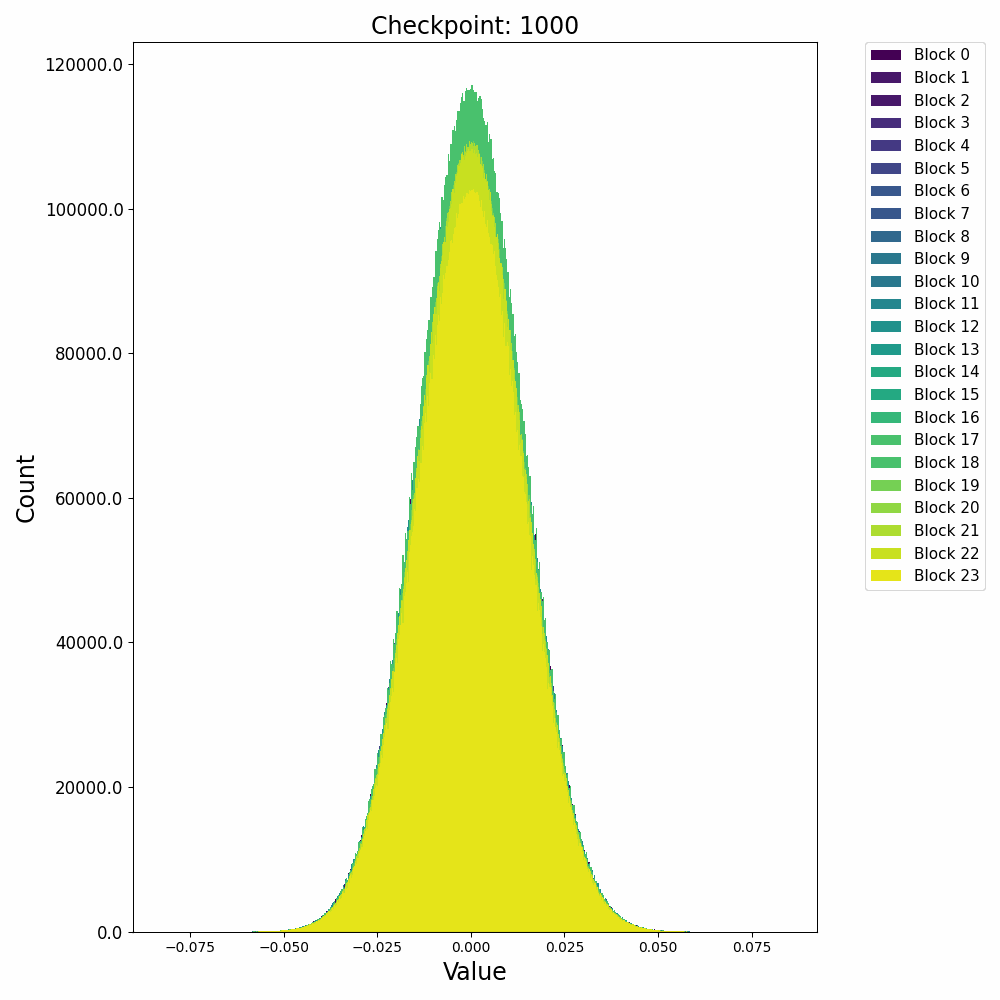 Checkpoint: 1000
120000.0
100000.0
80000.0
60000.0
40000.0
20000.0
0.0
Count
−0.075 −0.050 −0.025 0.000 0.025 0.050 0.075
Value
Block 0
Block 1
Block 2
Block 3
Block 4
Block 5
Block 6
Block 7
Block 8
Block 9
Block 10
Block 11
Block 12
Block 13
Block 14
Block 15
Block 16
Block 17
Block 18
Block 19
Block 20
Block 21
Block 22
Block 23